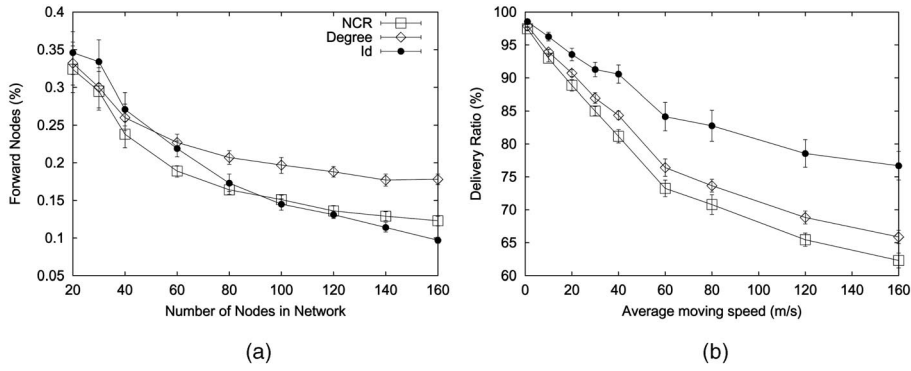 0.4
0.35
0.3
0.25
0.2
0.15
0.1
0.05
Forward Nodes (%)
NCR
Degree
Id
20 40 60 80 100 120 140 160
Number of Nodes in Network
(a)
100
95
90
85
80
75
70
65
60
Delivery Ratio (%)
0 20 40 60 80 100 120 140 160
Average moving speed (m/s)
(b)